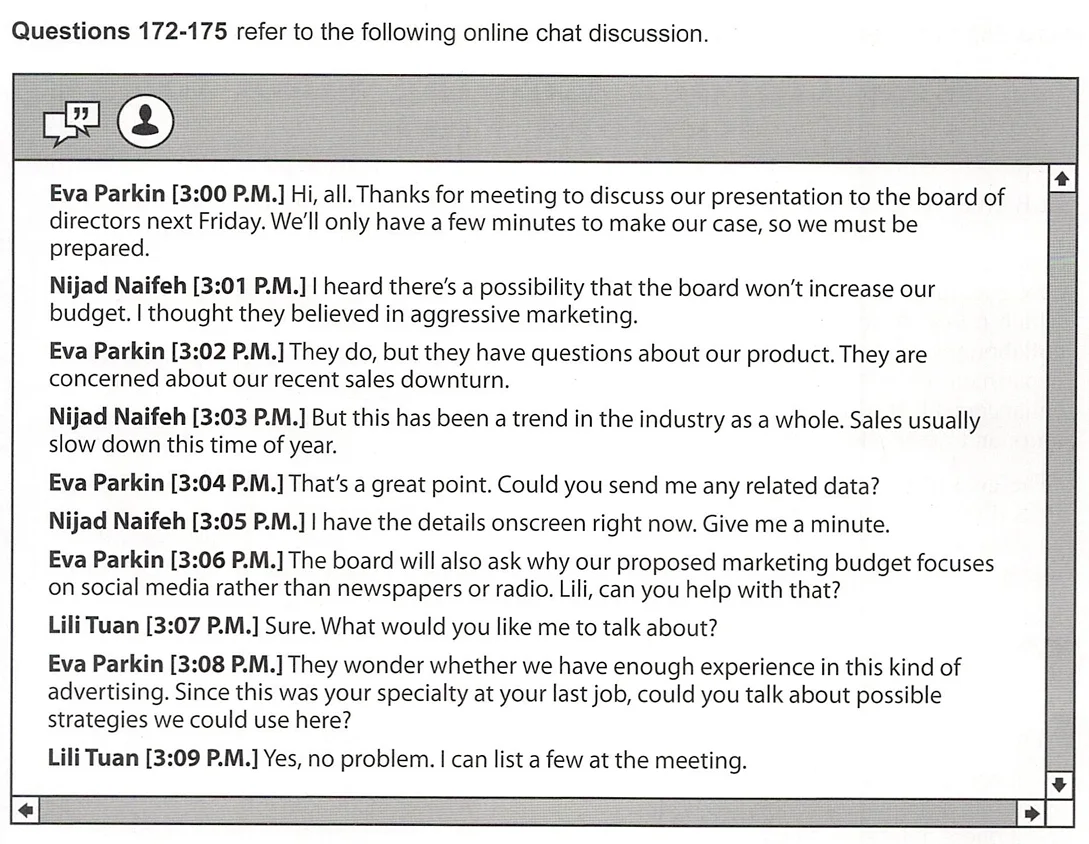 Questions 172-175 refer to the following online chat discussion.
Eva Parkin [3:00 P.M.] Hi, all. Thanks for meeting to discuss our presentation to the board of
directors next Friday. We'll only have a few minutes to make our case, so we must be
prepared.
Nijad Naifeh [3:01 P.M.] I heard there's a possibility that the board won't increase our
budget. I thought they believed in aggressive marketing.
Eva Parkin [3:02 P.M.] They do, but they have questions about our product. They are
concerned about our recent sales downturn.
Nijad Naifeh [3:03 P.M.] But this has been a trend in the industry as a whole. Sales usually
slow down this time of year.
Eva Parkin [3:04 P.M.] That's a great point. Could you send me any related data?
Nijad Naifeh [3:05 P.M.] I have the details onscreen right now. Give me a minute.
Eva Parkin [3:06 P.M.] The board will also ask why our proposed marketing budget focuses
on social media rather than newspapers or radio. Lili, can you help with that?
Lili Tuan [3:07 P.M.] Sure. What would you like me to talk about?
Eva Parkin [3:08 P.M.] They wonder whether we have enough experience in this kind of
advertising. Since this was your specialty at your last job, could you talk about possible
strategies we could use here?
Lili Tuan [3:09 P.M.] Yes, no problem. I can list a few at the meeting.